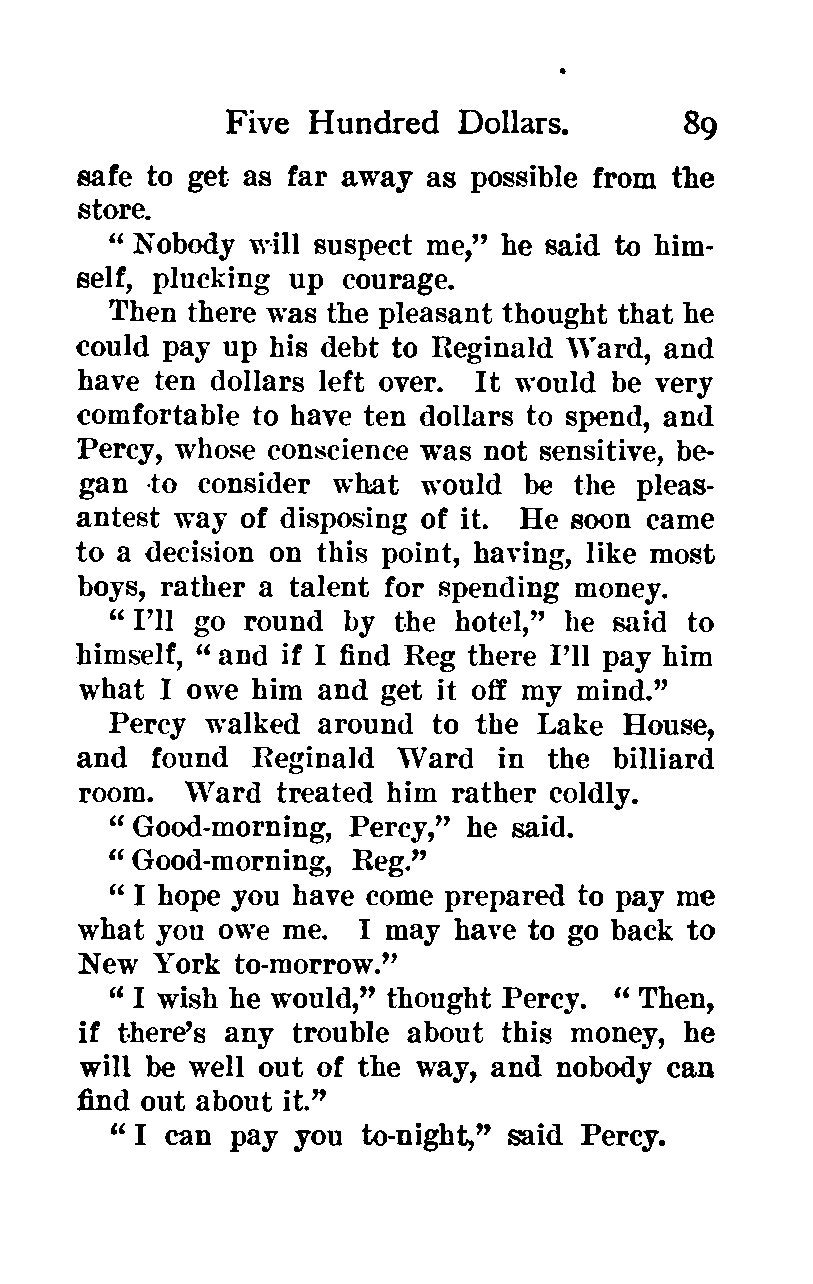 Five Hundred Dollars. 89
safe to get as far away as possible from the
store.
“ Nobody will suspect me,” he said to him-
self, plucking up courage.
Then there was the pleasant thought that he
could pay up his debt to Reginald Ward, and
have ten dollars left over. It would be very
comfortable to have ten dollars to spend, and
Percy, whose conscience was not sensitive, be-
gan to consider what would be the pleas-
antest way of disposing of it. He soon came
to a decision on this point, having, like most
boys, rather a talent for spending money.
“ I’ll go round by the hotel,” he said to
himself, “ and if I find Reg there I’ll pay him
what I owe him and get it off my mind.”
Percy walked around to the Lake House,
and found Reginald Ward in the billiard
room. Ward treated him rather coldly.
“ Good-morning, Percy,” he said.
“ Good-morning, Reg.”
“ I hope you have come prepared to pay me
what you owe me. I may have to go back to
New York to-morrow.”
“ I wish he would,” thought Percy. “ Then,
if there’s any trouble about this money, he
will be well out of the way, and nobody can
find out about it.”
“ I can pay you to-night,” said Percy.